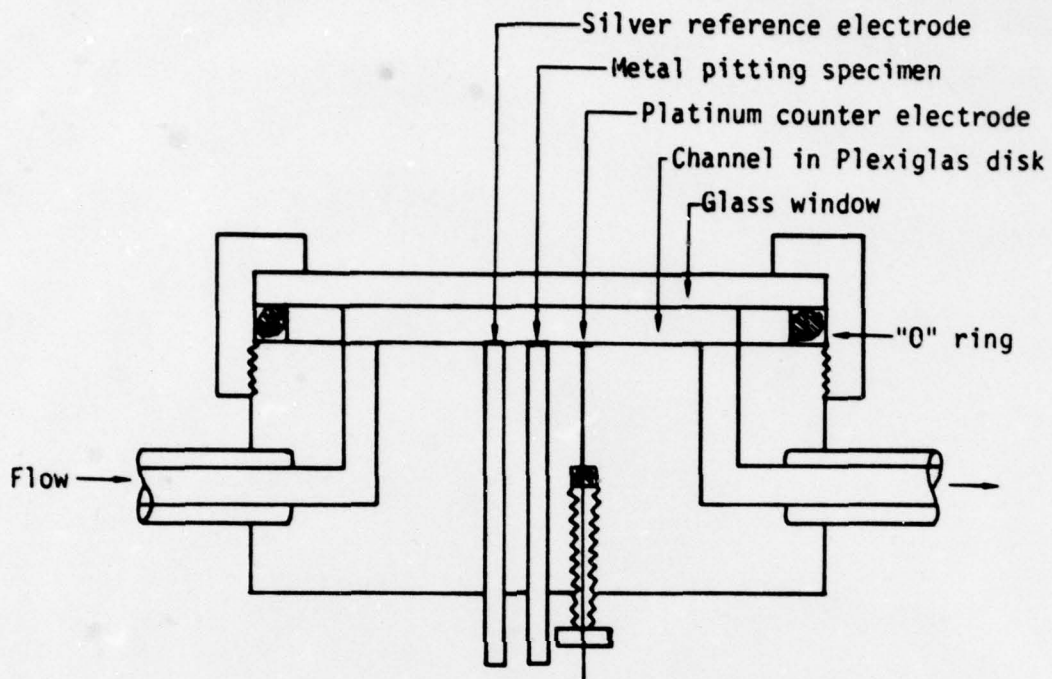 Silver reference electrode
Metal pitting specimen
Platinum counter electrode
Channel in Plexiglas disk
Glass window
"O" ring
Flow